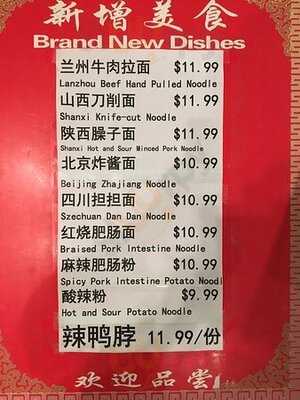 新增美食
Brand New Dishes
兰州牛肉拉面 $11.99
Lanzhou Beef Hand Pulled Noodle
山西刀削面 $11.99
Shanxi Knife-cut Noodle
陕西臊子面 $11.99
Shanxi Hot and Sour Minced Pork Noodle
北京炸酱面 $10.99
Beijing Zhajiang Noodle
四川担担面 $10.99
Szechuan Dan Dan Noodle
红烧肥肠面 $10.99
Braised Pork Intestine Noodle
麻辣肥肠粉 $10.99
Spicy Pork Intestine Potato Noodl
酸辣粉 $9.99
Hot and Sour Potato Noodle
辣鸭脖 11.99/份
欢迎品尝